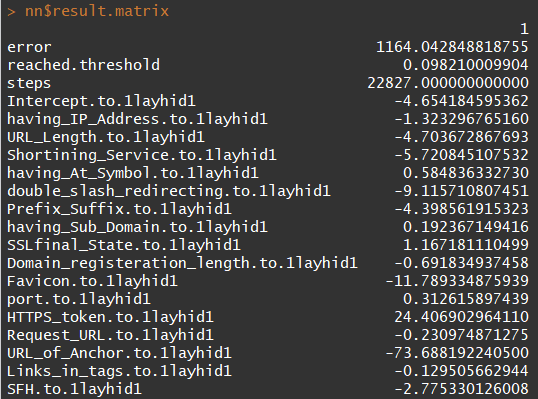 > nn$result.matrix
1
error 1164.042848818755
reached.threshold 0.098210009904
steps 22827.000000000000
Intercept.to.1layhid1 -4.654184595362
having_IP_Address.to.1layhid1 -1.323296765160
URL_Length.to.1layhid1 -4.703672867693
Shortining_Service.to.1layhid1 -5.720845107532
having_At_Symbol.to.1layhid1 0.584836332730
double_slash_redirecting.to.1layhid1 -9.115710807451
Prefix_Suffix.to.1layhid1 -4.398561915323
having_Sub_Domain.to.1layhid1 0.192367149416
SSLfinal_State.to.1layhid1 1.167181110499
Domain_registeration_length.to.1layhid1 -0.691834937458
Favicon.to.1layhid1 -11.789334875939
port.to.1layhid1 0.312615897439
HTTPS_token.to.1layhid1 24.406902964110
Request_URL.to.1layhid1 -0.230974871275
URL_of_Anchor.to.1layhid1 -73.688192240500
Links_in_tags.to.1layhid1 -0.129505662944
SFH.to.1layhid1 -2.775330126008